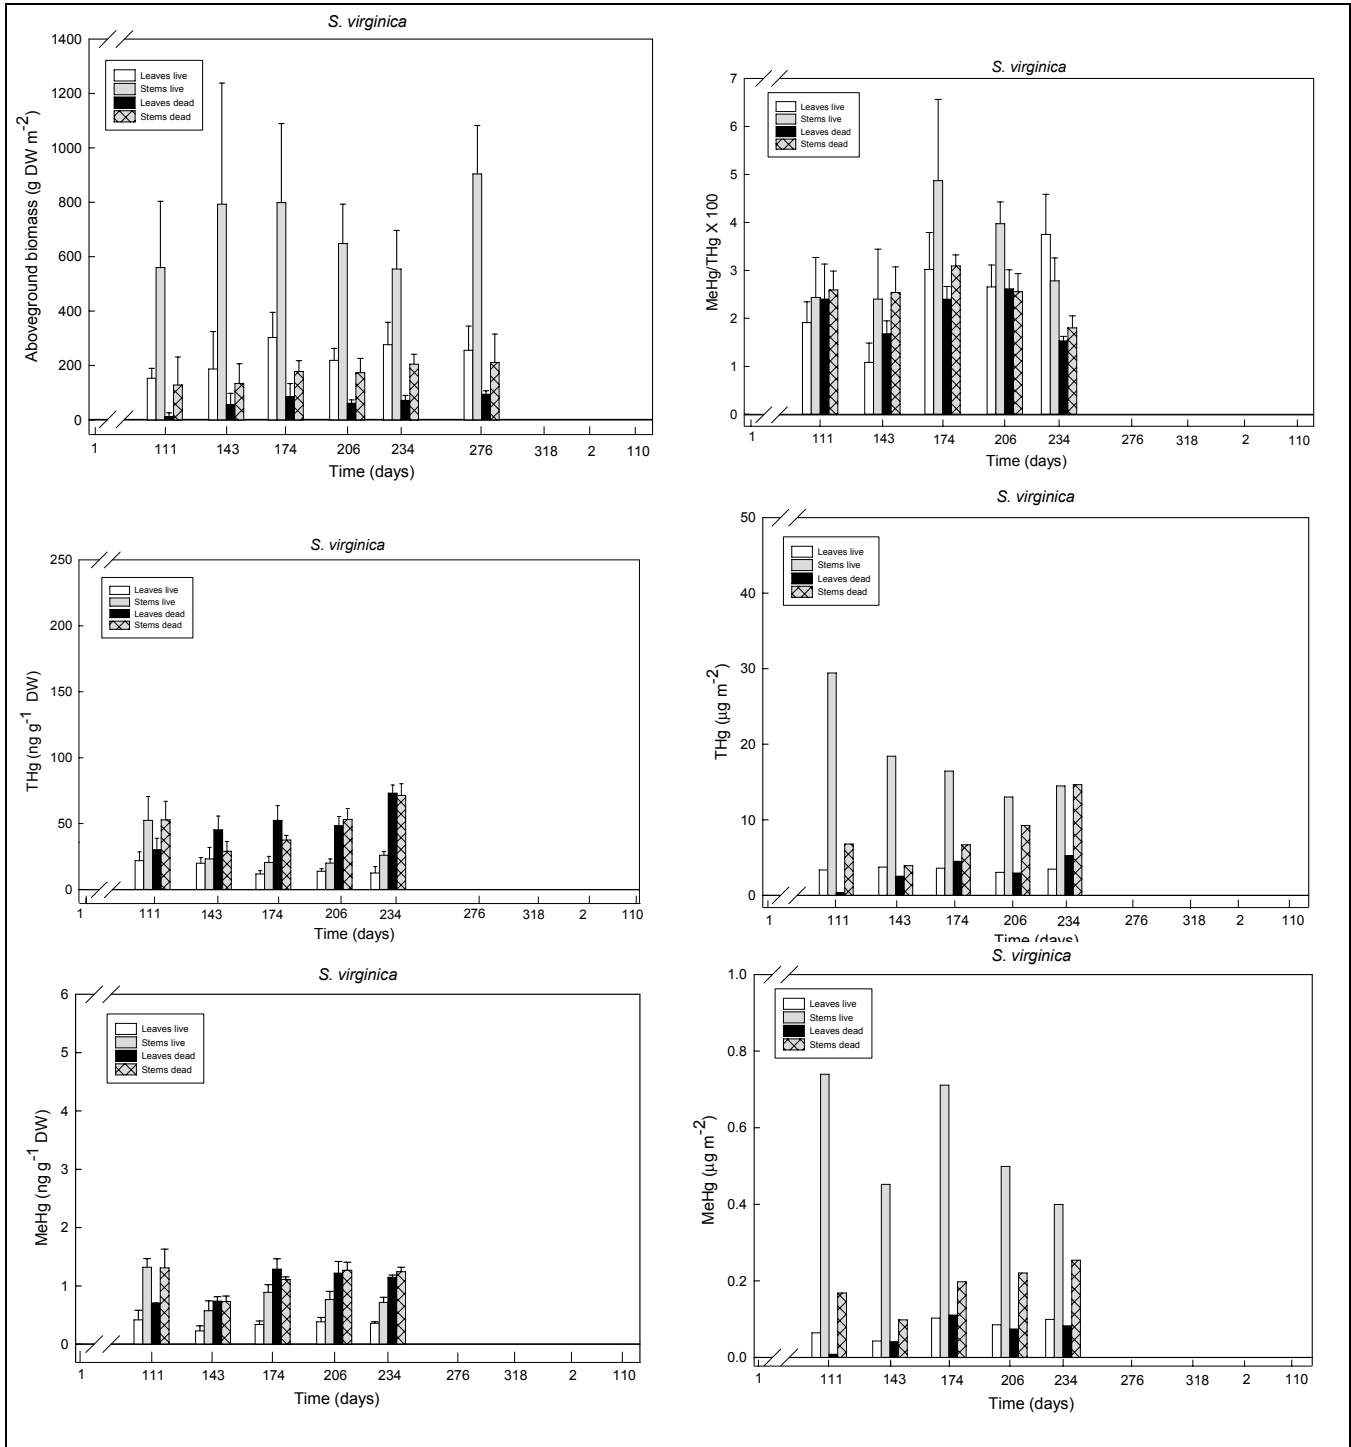 S. virginica
1400
1200
1000
800
600
400
200
0
Aboveground biomass (g DW m-2)
Leaves live
Stems live
Leaves dead
Stems dead
1 111 143 174 206 234 276 318 2 110
Time (days)
S. virginica
7
6
5
4
3
2
1
0
MeHg/THg X 100
Leaves live
Stems live
Leaves dead
Stems dead
1 111 143 174 206 234 276 318 2 110
Time (days)
S. virginica
250
200
150
100
50
0
THg (ng g-1 DW)
Leaves live
Stems live
Leaves dead
Stems dead
1 111 143 174 206 234 276 318 2 110
Time (days)
S. virginica
50
40
30
20
10
0
THg (µg m-2)
Leaves live
Stems live
Leaves dead
Stems dead
1 111 143 174 206 234 276 318 2 110
Time (days)
S. virginica
6
5
4
3
2
1
0
MeHg (ng g-1 DW)
Leaves live
Stems live
Leaves dead
Stems dead
1 111 143 174 206 234 276 318 2 110
Time (days)
S. virginica
1.0
0.8
0.6
0.4
0.2
0.0
MeHg (µg m-2)
Leaves live
Stems live
Leaves dead
Stems dead
1 111 143 174 206 234 276 318 2 110
Time (days)